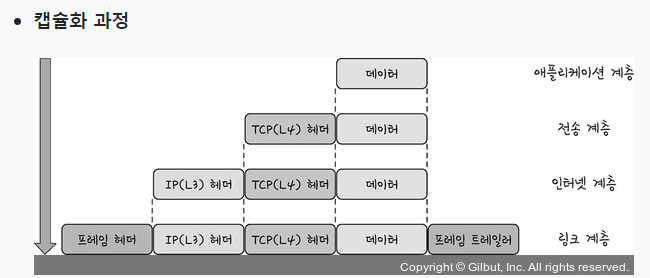 캡슐화 과정
데이터 애플리케이션 계층
TCP(L4) 헤더 데이터 전송 계층
IP(L3) 헤더 TCP(L4) 헤더 데이터 인터넷 계층
프레임 헤더 IP(L3) 헤더 TCP(L4) 헤더 데이터 프레임 트레일러 링크 계층
Copyright © Gilbut, Inc. All rights reserved.